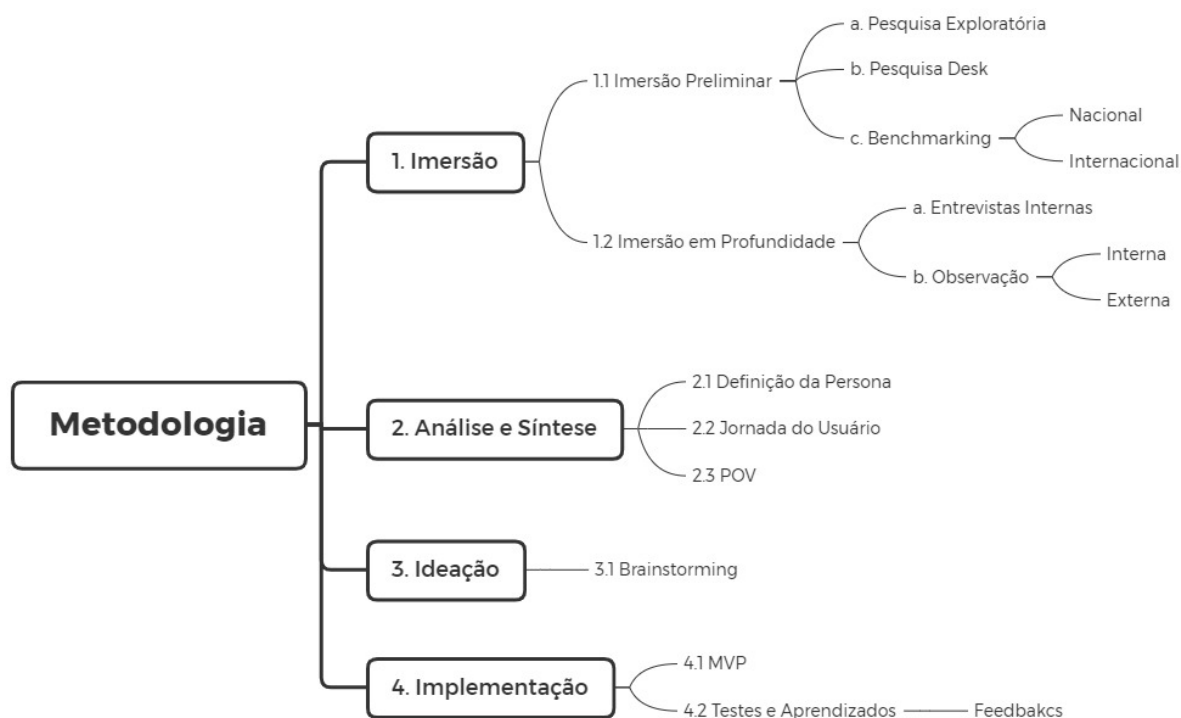 Metodologia
1. Imersão
1.1 Imersão Preliminar
a. Pesquisa Exploratória
b. Pesquisa Desk
c. Benchmarking
Nacional
Internacional
1.2 Imersão em Profundidade
a. Entrevistas Internas
b. Observação
Interna
Externa
2. Análise e Síntese
2.1 Definição da Persona
2.2 Jornada do Usuário
2.3 POV
3. Ideação
3.1 Brainstorming
4. Implementação
4.1 MVP
4.2 Testes e Aprendizados
Feedbakcs